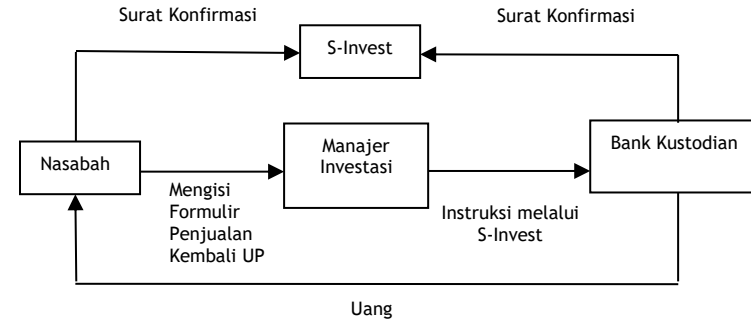 Surat Konfirmasi
Surat Konfirmasi
S-Invest
Nasabah
Manajer
Investasi
Bank Kustodian
Mengisi
Formulir
Penjualan
Kembali UP
Instruksi melalui
S-Invest
Uang